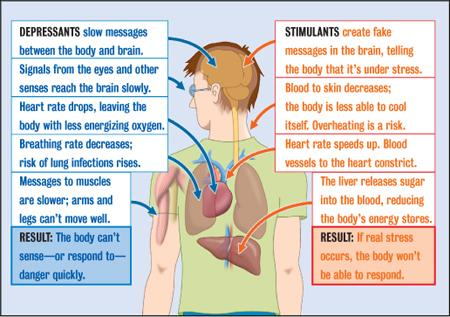 DEPRESSANTS slow messages
between the body and brain.
Signals from the eyes and other
senses reach the brain slowly.
Heart rate drops, leaving the
body with less energizing oxygen.
Breathing rate decreases;
risk of lung infections rises.
Messages to muscles
are slower; arms and
legs can't move well.
RESULT: The body can't
sense—or respond to—
danger quickly.
STIMULANTS create fake
messages in the brain, telling
the body that it's under stress.
Blood to skin decreases;
the body is less able to cool
itself. Overheating is a risk.
Heart rate speeds up. Blood
vessels to the heart constrict.
The liver releases sugar
into the blood, reducing
the body's energy stores.
RESULT: If real stress
occurs, the body won't
be able to respond.